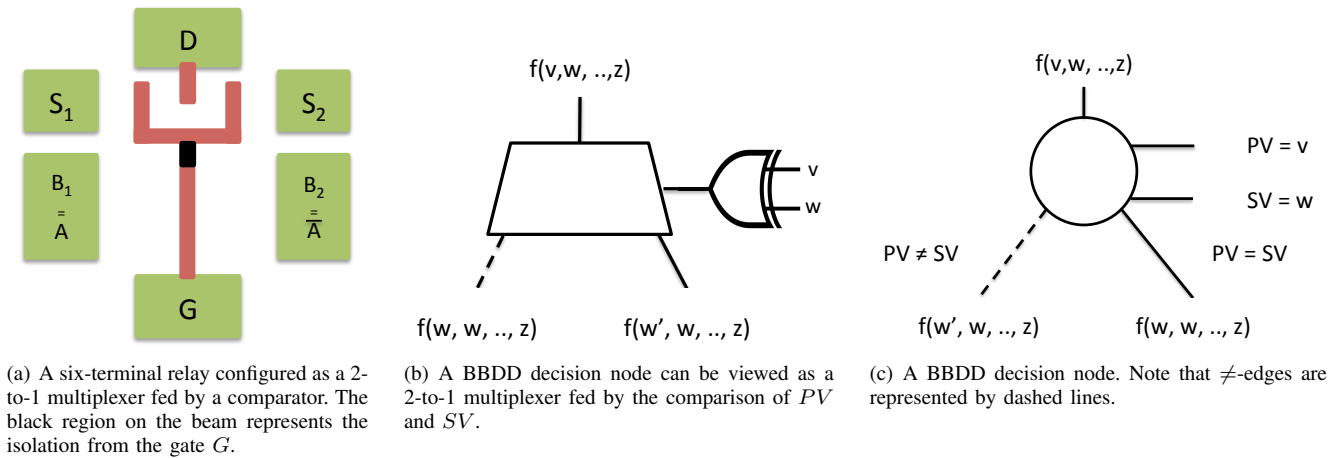 D
S₁
S₂
B₁
=
A
B₂
=
A̅
G
(a) A six-terminal relay configured as a 2-
to-1 multiplexer fed by a comparator. The
black region on the beam represents the
isolation from the gate G.
f(v,w, ..,z)
v
w
f(w, w, .., z)
f(w', w, .., z)
(b) A BBDD decision node can be viewed as a
2-to-1 multiplexer fed by the comparison of PV
and SV.
f(v,w, ..,z)
PV = v
SV = w
PV ≠ SV
PV = SV
f(w', w, .., z)
f(w, w, .., z)
(c) A BBDD decision node. Note that ≠-edges are
represented by dashed lines.